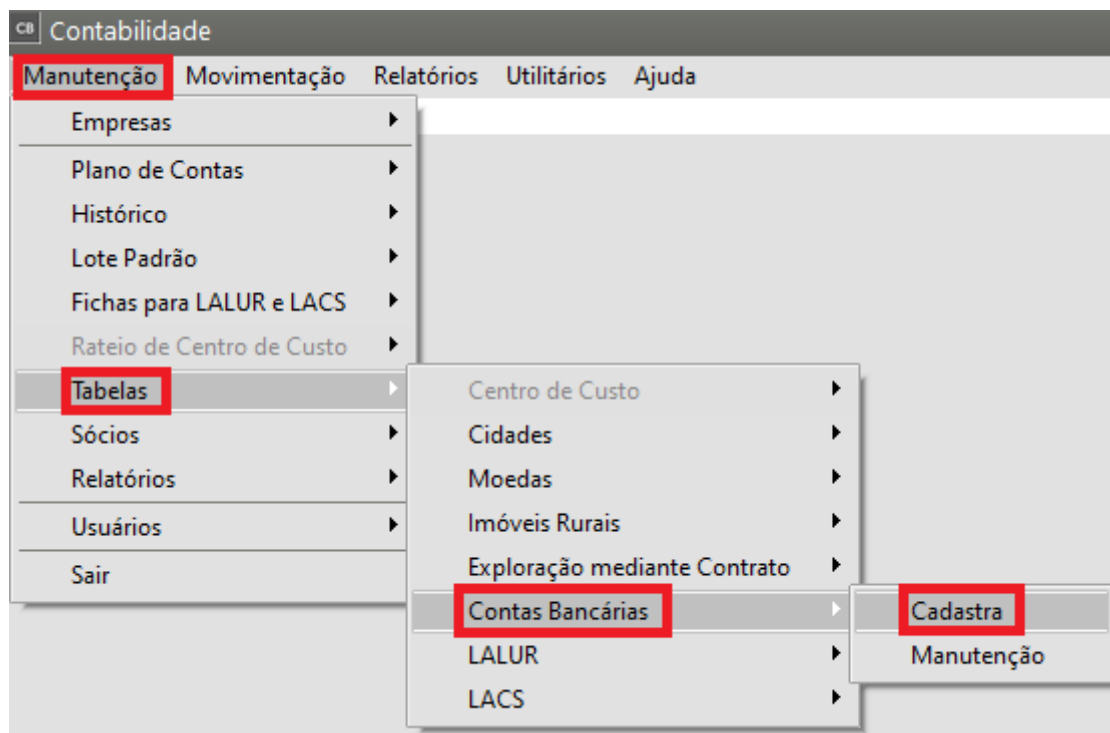 CB Contabilidade
Manutenção Movimentação Relatórios Utilitários Ajuda
Empresas
Plano de Contas
Histórico
Lote Padrão
Fichas para LALUR e LACS
Rateio de Centro de Custo
Tabelas
Sócios
Relatórios
Usuários
Sair
Centro de Custo
Cidades
Moedas
Imóveis Rurais
Exploração mediante Contrato
Contas Bancárias
LALUR
LACS
Cadastra
Manutenção